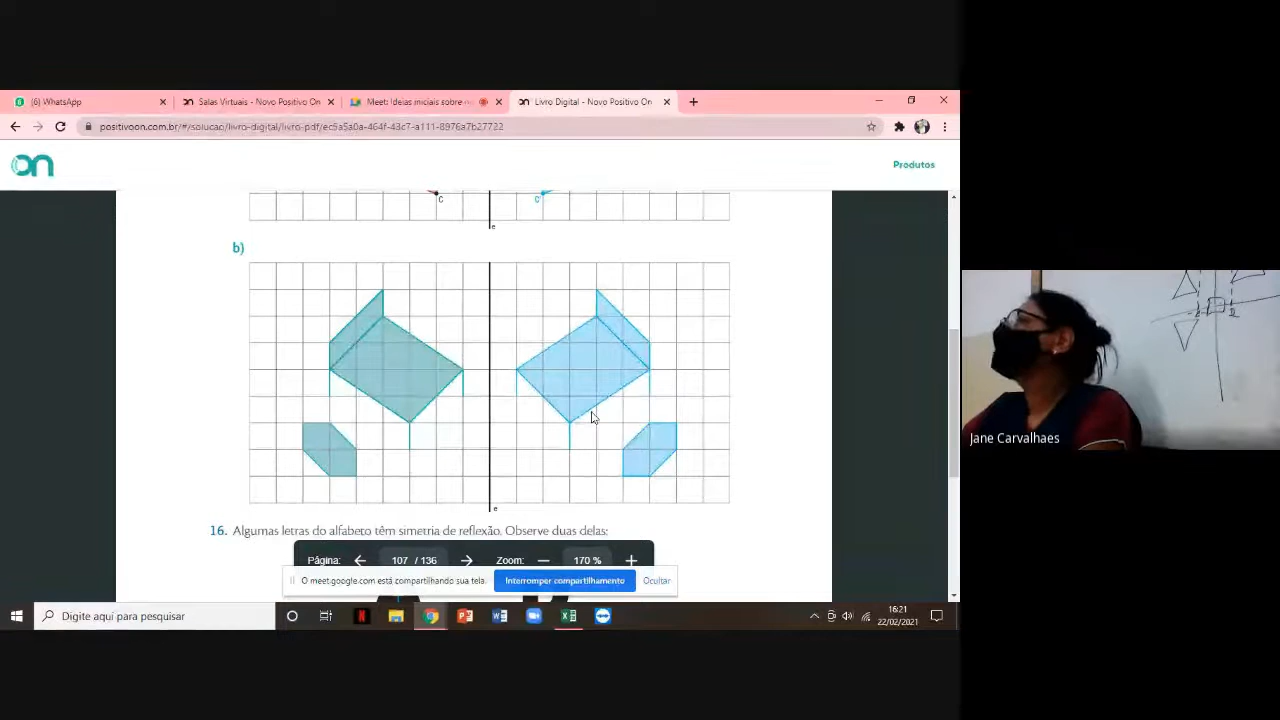 (6) WhatsApp
Salas Virtuais - Novo Positivo On
Meet: Ideias iniciais sobre
Livro Digital - Novo Positivo On
positivoon.com.br/#/solucao/livro-digital/livro-pdf/ec5a5a0a-464f-43c7-a111-8976a7b27722
on
Produtos
C C
e
b)
e
16. Algumas letras do alfabeto têm simetria de reflexão. Observe duas delas:
Página: 107 / 136 Zoom: 170 %
O meet.google.com está compartilhando sua tela. Interromper compartilhamento Ocultar
Digite aqui para pesquisar
16:21
22/02/2021
Jane Carvalhaes